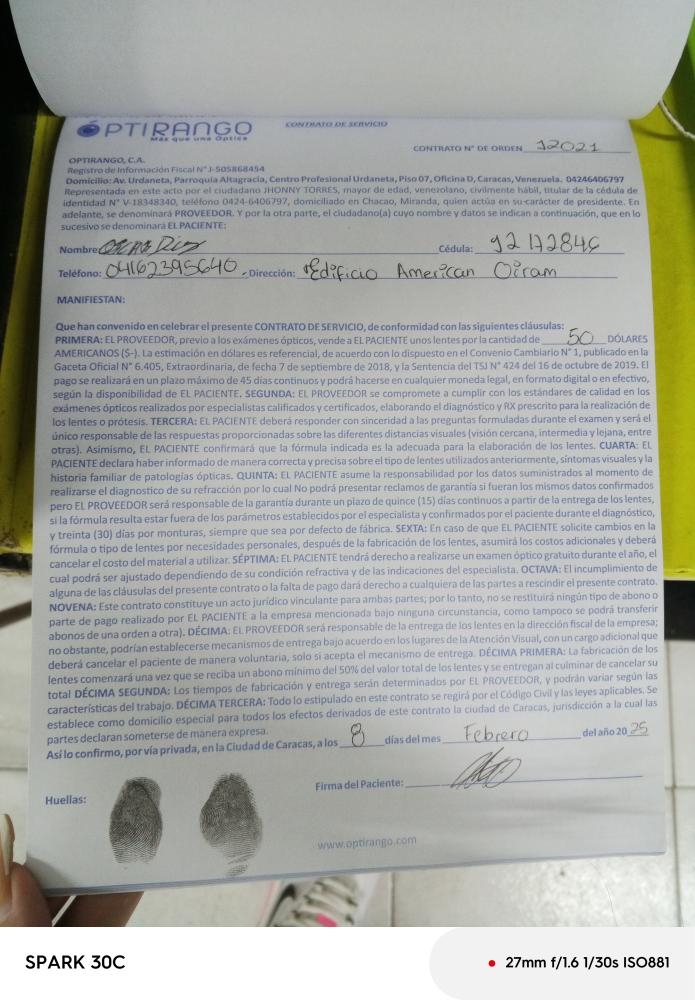 OPTIRANGO
Más que una Óptica
CONTRATO DE SERVICIO
CONTRATO N° DE ORDEN 12021
OPTIRANGO, C.A.
Registro de Información Fiscal N° J-505868454
Domicilio: Av. Urdaneta, Parroquia Altagracia, Centro Profesional Urdaneta, Piso 07, Oficina D, Caracas, Venezuela. 04246406797
Representada en este acto por el ciudadano JHONNY TORRES, mayor de edad, venezolano, civilmente hábil, titular de la cédula de
identidad N° V-18348340, teléfono 0424-6406797, domiciliado en Chacao, Miranda, quien actúa en su carácter de presidente. En
adelante, se denominará PROVEEDOR. Y por la otra parte, el ciudadano(a) cuyo nombre y datos se indican a continuación, que en lo
sucesivo se denominará EL PACIENTE:
Nombre: Cédula: 12172846
Teléfono: 04162395640. Dirección: Edificio American Oiram
MANIFIESTAN:
Que han convenido en celebrar el presente CONTRATO DE SERVICIO, de conformidad con las siguientes cláusulas:
PRIMERA: EL PROVEEDOR, previo a los exámenes ópticos, vende a EL PACIENTE unos lentes por la cantidad de 50 DÓLARES
AMERICANOS ($-). La estimación en dólares es referencial, de acuerdo con lo dispuesto en el Convenio Cambiario N° 1, publicado en la
Gaceta Oficial N° 6.405, Extraordinaria, de fecha 7 de septiembre de 2018, y la Sentencia del TSJ N° 424 del 16 de octubre de 2019. El
pago se realizará en un plazo máximo de 45 días continuos y podrá hacerse en cualquier moneda legal, en formato digital o en efectivo,
según la disponibilidad de EL PACIENTE. SEGUNDA: EL PROVEEDOR se compromete a cumplir con los estándares de calidad en los
exámenes ópticos realizados por especialistas calificados y certificados, elaborando el diagnóstico y RX prescrito para la realización de
los lentes o prótesis. TERCERA: EL PACIENTE deberá responder con sinceridad a las preguntas formuladas durante el examen y será el
único responsable de las respuestas proporcionadas sobre las diferentes distancias visuales (visión cercana, intermedia y lejana, entre
otras). Asimismo, EL PACIENTE confirmará que la fórmula indicada es la adecuada para la elaboración de los lentes. CUARTA: EL
PACIENTE declara haber informado de manera correcta y precisa sobre el tipo de lentes utilizados anteriormente, síntomas visuales y la
historia familiar de patologías ópticas. QUINTA: EL PACIENTE asume la responsabilidad por los datos suministrados al momento de
realizarse el diagnostico de su refracción por lo cual No podrá presentar reclamos de garantía si fueran los mismos datos confirmados
pero EL PROVEEDOR será responsable de la garantía durante un plazo de quince (15) días continuos a partir de la entrega de los lentes,
si la fórmula resulta estar fuera de los parámetros establecidos por el especialista y confirmados por el paciente durante el diagnóstico,
y treinta (30) días por monturas, siempre que sea por defecto de fábrica. SEXTA: En caso de que EL PACIENTE solicite cambios en la
fórmula o tipo de lentes por necesidades personales, después de la fabricación de los lentes, asumirá los costos adicionales y deberá
cancelar el costo del material a utilizar. SÉPTIMA: EL PACIENTE tendrá derecho a realizarse un examen óptico gratuito durante el año, el
cual podrá ser ajustado dependiendo de su condición refractiva y de las indicaciones del especialista. OCTAVA: El incumplimiento de
alguna de las cláusulas del presente contrato o la falta de pago dará derecho a cualquiera de las partes a rescindir el presente contrato.
NOVENA: Este contrato constituye un acto jurídico vinculante para ambas partes; por lo tanto, no se restituirá ningún tipo de abono o
parte de pago realizado por EL PACIENTE a la empresa mencionada bajo ninguna circunstancia, como tampoco se podrá transferir
abonos de una orden a otra). DÉCIMA: EL PROVEEDOR será responsable de la entrega de los lentes en la dirección fiscal de la empresa;
no obstante, podrían establecerse mecanismos de entrega bajo acuerdo en los lugares de la Atención Visual, con un cargo adicional que
deberá cancelar el paciente de manera voluntaria, solo si acepta el mecanismo de entrega. DÉCIMA PRIMERA: La fabricación de los
lentes comenzará una vez que se reciba un abono mínimo del 50% del valor total de los lentes y se entregan al culminar de cancelar su
total DÉCIMA SEGUNDA: Los tiempos de fabricación y entrega serán determinados por EL PROVEEDOR, y podrán variar según las
características del trabajo. DÉCIMA TERCERA: Todo lo estipulado en este contrato se regirá por el Código Civil y las leyes aplicables. Se
establece como domicilio especial para todos los efectos derivados de este contrato la ciudad de Caracas, jurisdicción a la cual las
partes declaran someterse de manera expresa.
Así lo confirmo, por vía privada, en la Ciudad de Caracas, a los 8 días del mes Febrero del año 2025
Firma del Paciente:
Huellas:
www.optirango.com
SPARK 30C
27mm f/1.6 1/30s ISO881